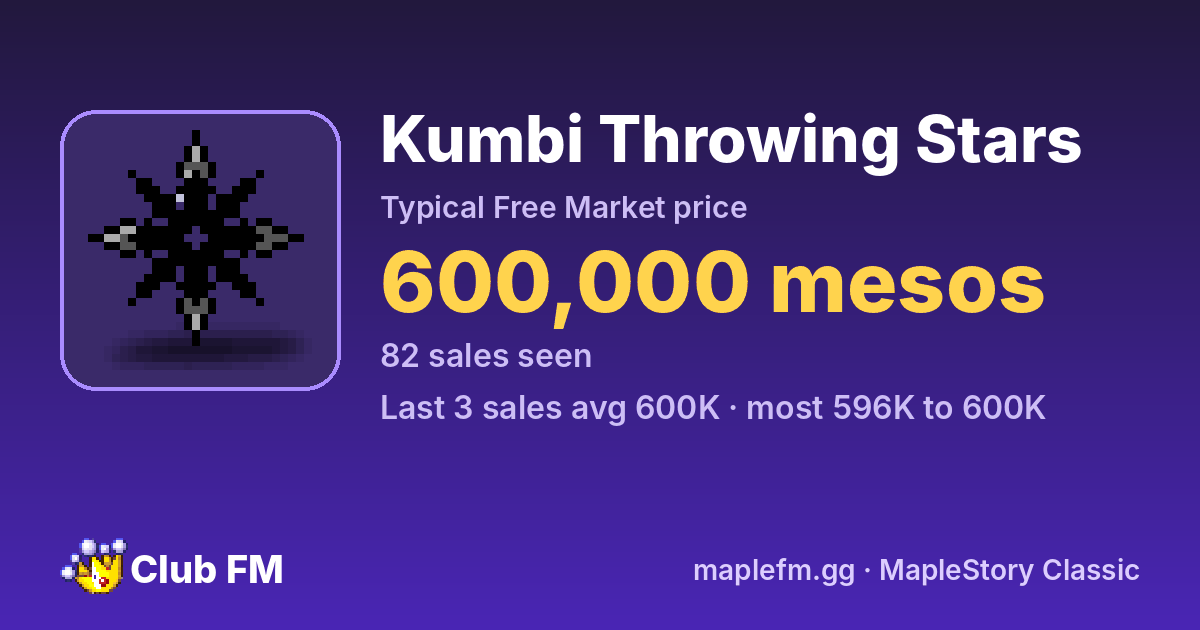 Kumbi Throwing Stars
Typical Free Market price
600,000 mesos
82 sales seen
Last 3 sales avg 600K · most 596K to 600K
Club FM
maplefm.gg · MapleStory Classic